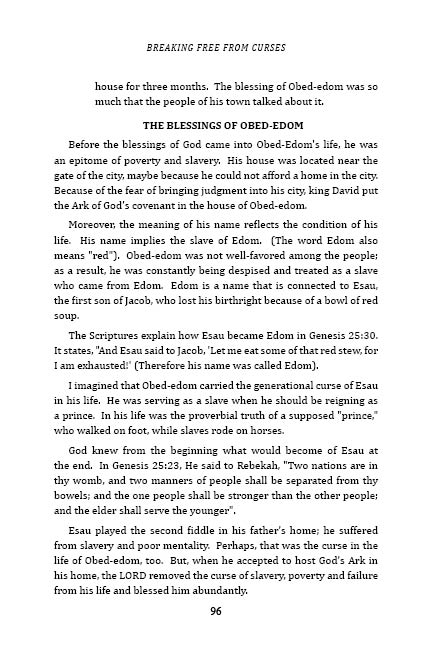 BREAKING FREE FROM CURSES
house for three months.  The blessing of Obed-edom was so
much that the people of his town talked about it.
THE BLESSINGS OF OBED-EDOM
Before the blessings of God came into Obed-Edom's life, he was
an epitome of poverty and slavery.  His house was located near the
gate of the city, maybe because he could not afford a home in the city.
Because of the fear of bringing judgment into his city, king David put
the Ark of God's covenant in the house of Obed-edom.
Moreover, the meaning of his name reflects the condition of his
life.  His name implies the slave of Edom.  (The word Edom also
means "red").  Obed-edom was not well-favored among the people;
as a result, he was constantly being despised and treated as a slave
who came from Edom.  Edom is a name that is connected to Esau,
the first son of Jacob, who lost his birthright because of a bowl of red
soup.
The Scriptures explain how Esau became Edom in Genesis 25:30.
It states, "And Esau said to Jacob, 'Let me eat some of that red stew, for
I am exhausted!' (Therefore his name was called Edom).
I imagined that Obed-edom carried the generational curse of Esau
in his life.  He was serving as a slave when he should be reigning as
a prince.  In his life was the proverbial truth of a supposed "prince,"
who walked on foot, while slaves rode on horses.
God knew from the beginning what would become of Esau at
the end.  In Genesis 25:23, He said to Rebekah, "Two nations are in
thy womb, and two manners of people shall be separated from thy
bowels; and the one people shall be stronger than the other people;
and the elder shall serve the younger".
Esau played the second fiddle in his father's home; he suffered
from slavery and poor mentality.  Perhaps, that was the curse in the
life of Obed-edom, too.  But, when he accepted to host God's Ark in
his home, the LORD removed the curse of slavery, poverty and failure
from his life and blessed him abundantly.
96